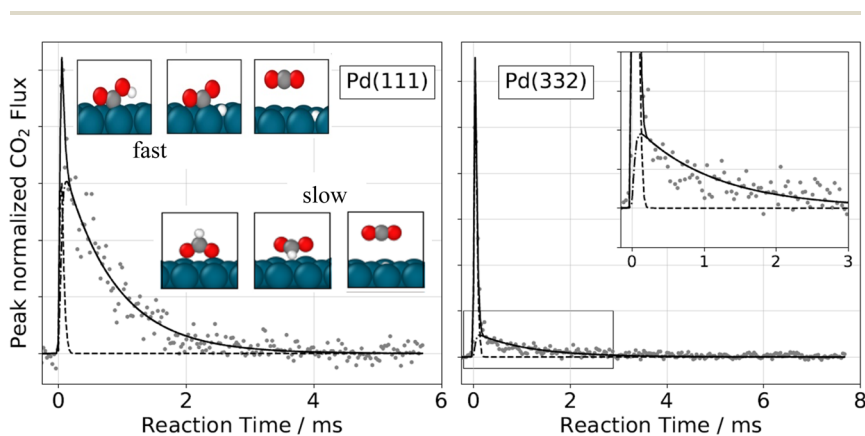 Pd(111)
fast
slow
0 2 4 6
Reaction Time / ms
Peak normalized CO₂ Flux
Pd(332)
0 1 2 3
0 2 4 6 8
Reaction Time / ms